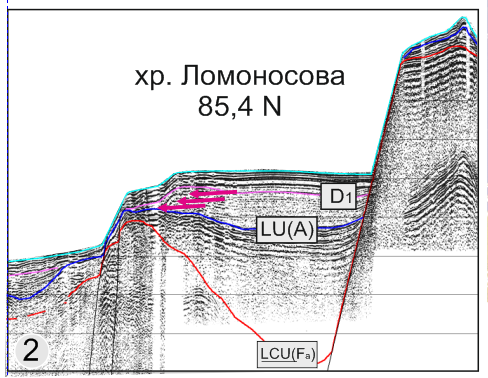 хр. Ломоносова
85,4 N
D1
LU(A)
LCU(Fa)
2